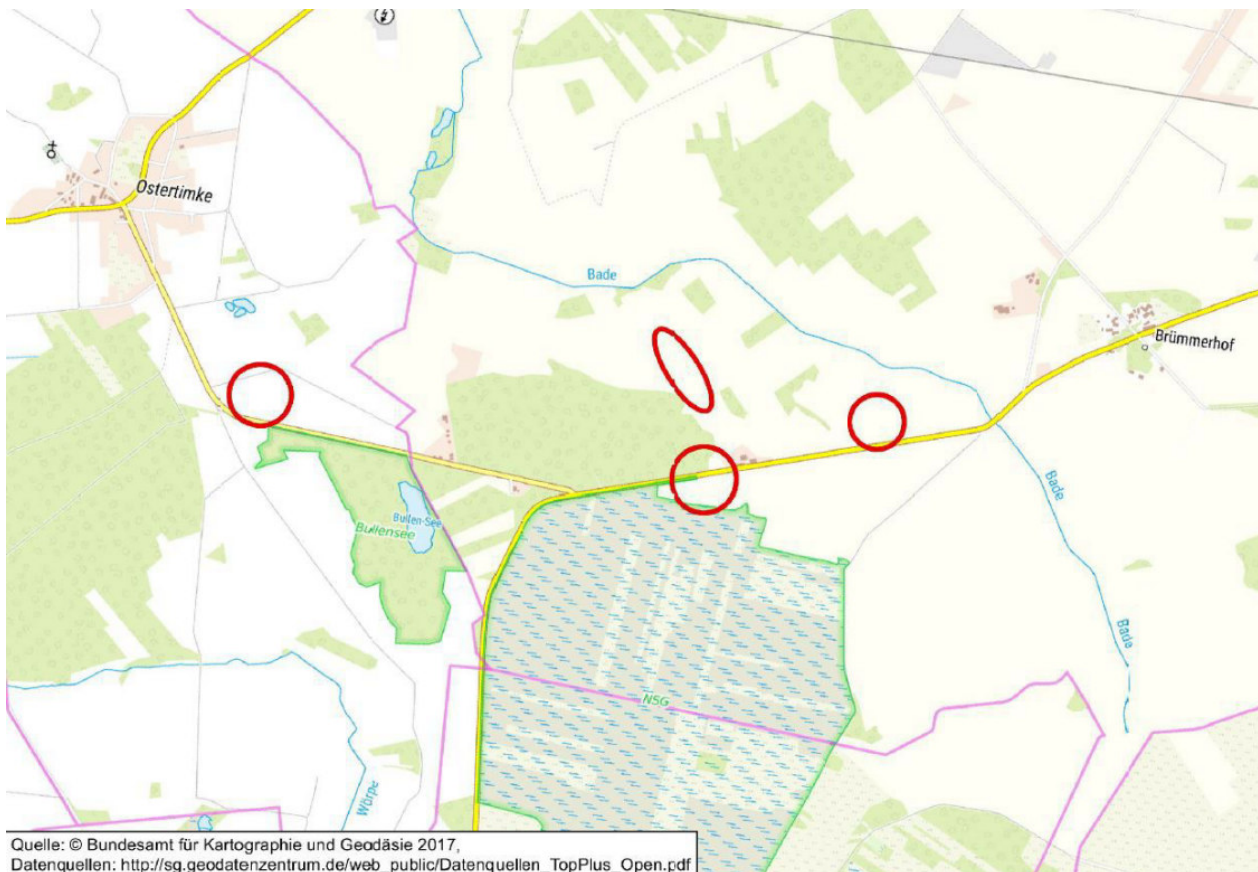 Ostertimke
Bade
Brümmerhof
Bade
Bullen-See
Bullensee
Bade
NSG
Wörpe
Quelle: © Bundesamt für Kartographie und Geodäsie 2017,
Datenquellen: http://sg.geodatenzentrum.de/web_public/Datenquellen_TopPlus_Open.pdf